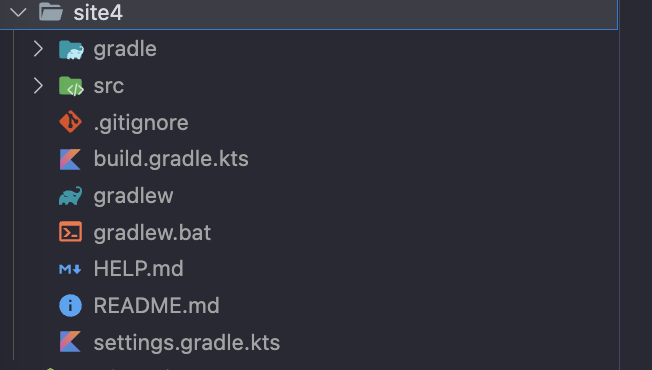 site4
gradle
src
.gitignore
build.gradle.kts
gradlew
gradlew.bat
HELP.md
README.md
settings.gradle.kts